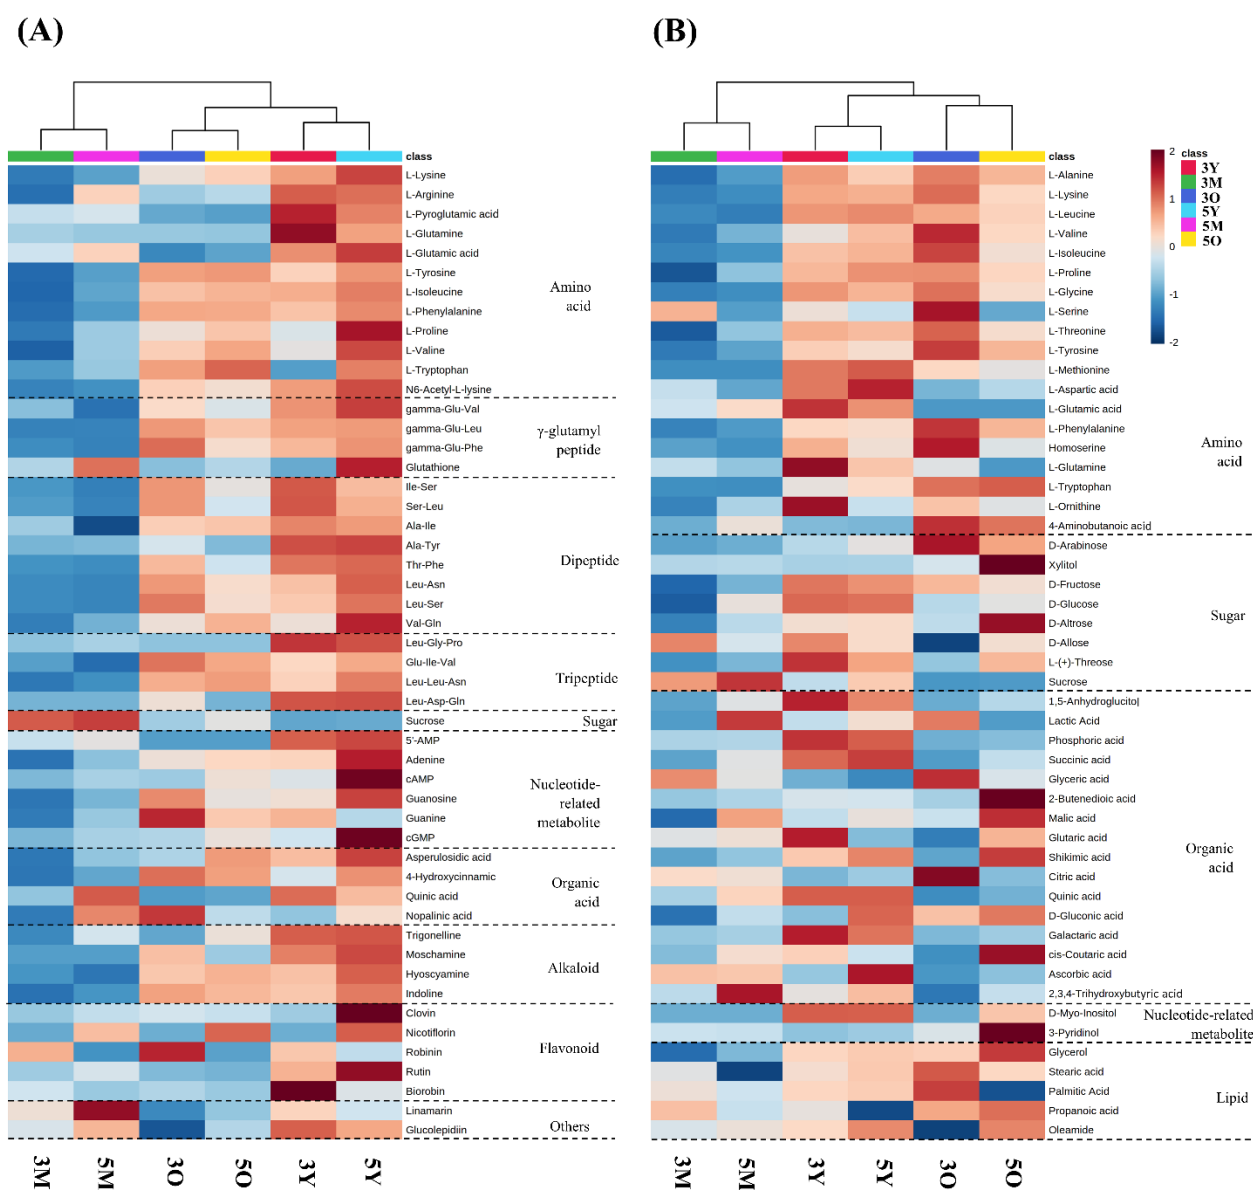 (A)
class
L-Lysine
L-Arginine
L-Pyroglutamic acid
L-Glutamine
L-Glutamic acid
L-Tyrosine
L-Isoleucine
L-Phenylalanine
L-Proline
L-Valine
L-Tryptophan
N6-Acetyl-L-lysine
Amino
acid
gamma-Glu-Val
gamma-Glu-Leu
gamma-Glu-Phe
Glutathione
γ-glutamyl
peptide
Ile-Ser
Ser-Leu
Ala-Ile
Ala-Tyr
Thr-Phe
Leu-Asn
Leu-Ser
Val-Gln
Dipeptide
Leu-Gly-Pro
Glu-Ile-Val
Leu-Leu-Asn
Leu-Asp-Gln
Tripeptide
Sucrose
Sugar
5'-AMP
Adenine
cAMP
Guanosine
Guanine
cGMP
Nucleotide-
related
metabolite
Asperulosidic acid
4-Hydroxycinnamic
Quinic acid
Nopalinic acid
Organic
acid
Trigonelline
Moschamine
Hyoscyamine
Indoline
Alkaloid
Clovin
Nicotiflorin
Robinin
Rutin
Biorobin
Flavonoid
Linamarin
Glucolepidiin
Others
3M 5M 3O 5O 3Y 5Y
(B)
class
L-Alanine
L-Lysine
L-Leucine
L-Valine
L-Isoleucine
L-Proline
L-Glycine
L-Serine
L-Threonine
L-Tyrosine
L-Methionine
L-Aspartic acid
L-Glutamic acid
L-Phenylalanine
Homoserine
L-Glutamine
L-Tryptophan
L-Ornithine
4-Aminobutanoic acid
Amino
acid
D-Arabinose
Xylitol
D-Fructose
D-Glucose
D-Altrose
D-Allose
L-(+)-Threose
Sucrose
Sugar
1,5-Anhydroglucitol
Lactic Acid
Phosphoric acid
Succinic acid
Glyceric acid
2-Butenedioic acid
Malic acid
Glutaric acid
Shikimic acid
Citric acid
Quinic acid
D-Gluconic acid
Galactaric acid
cis-Coutaric acid
Ascorbic acid
2,3,4-Trihydroxybutyric acid
Organic
acid
D-Myo-Inositol
3-Pyridinol
Nucleotide-related
metabolite
Glycerol
Stearic acid
Palmitic Acid
Propanoic acid
Oleamide
Lipid
3M 5M 3Y 5Y 3O 5O
2
1
0
-1
-2
class
3Y
3M
3O
5Y
5M
5O